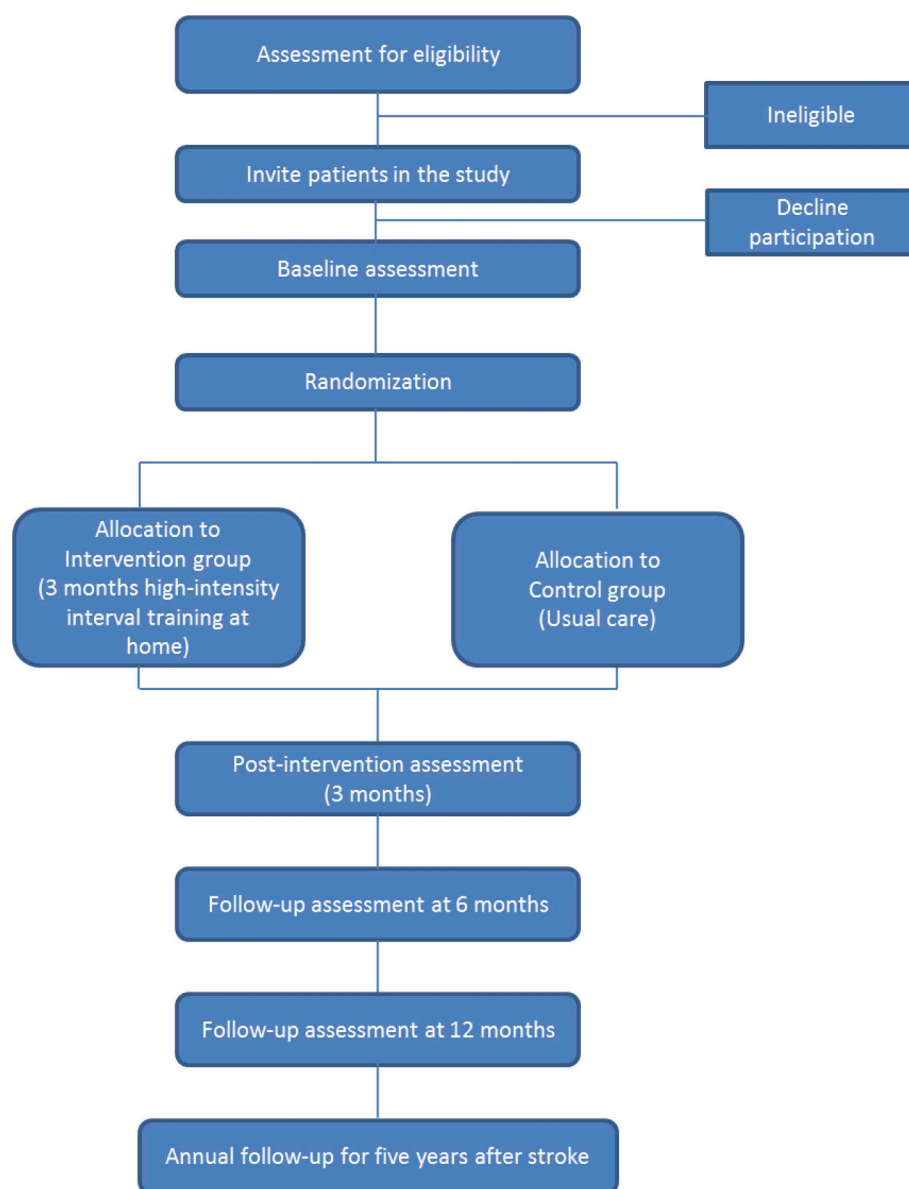 Assessment for eligibility
Ineligible
Invite patients in the study
Decline
participation
Baseline assessment
Randomization
Allocation to
Intervention group
(3 months high-intensity
interval training at
home)
Allocation to
Control group
(Usual care)
Post-intervention assessment
(3 months)
Follow-up assessment at 6 months
Follow-up assessment at 12 months
Annual follow-up for five years after stroke